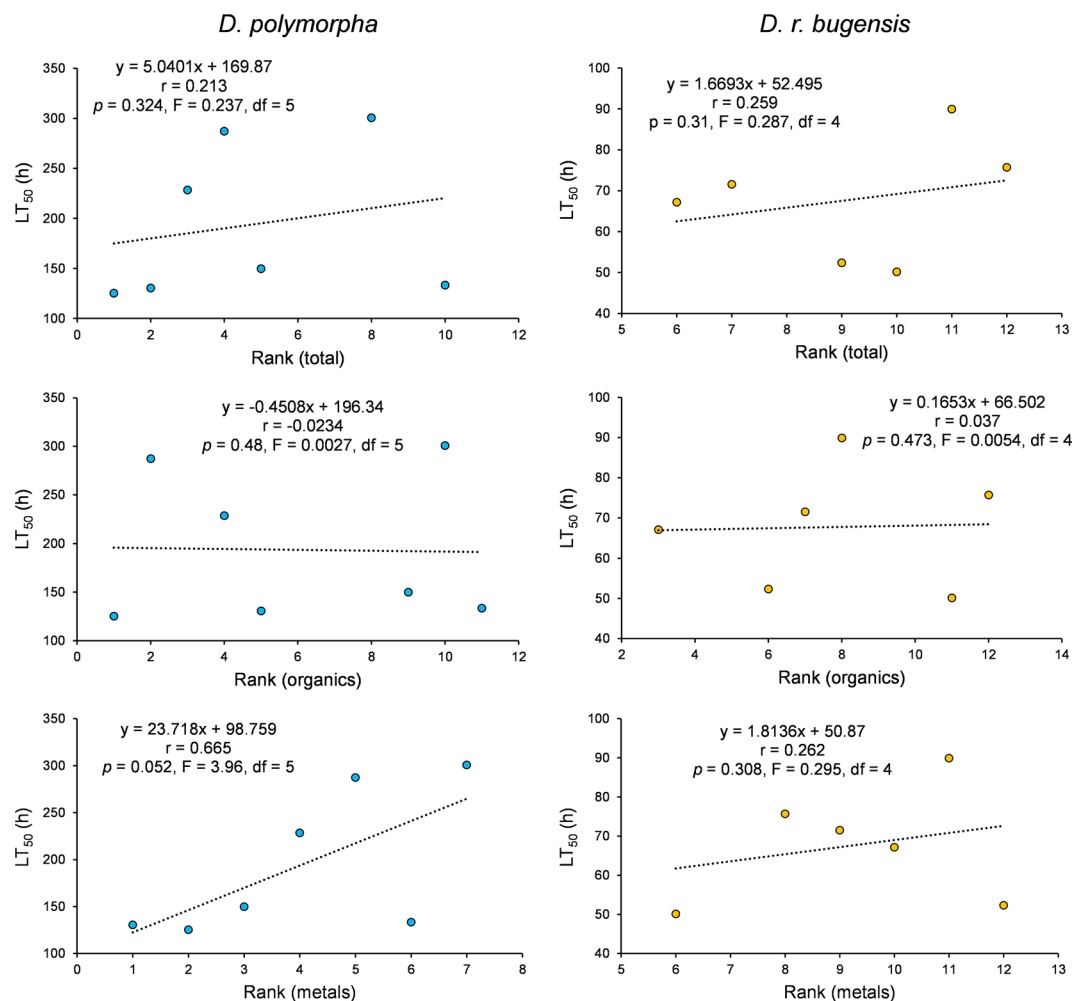 D. polymorpha
D. r. bugensis
y = 5.0401x + 169.87
r = 0.213
p = 0.324, F = 0.237, df = 5
LT50 (h)
350
300
250
200
150
100
0 2 4 6 8 10 12
Rank (total)
y = 1.6693x + 52.495
r = 0.259
p = 0.31, F = 0.287, df = 4
LT50 (h)
100
90
80
70
60
50
40
5 6 7 8 9 10 11 12 13
Rank (total)
y = -0.4508x + 196.34
r = -0.0234
p = 0.48, F = 0.0027, df = 5
LT50 (h)
350
300
250
200
150
100
0 2 4 6 8 10 12
Rank (organics)
y = 0.1653x + 66.502
r = 0.037
p = 0.473, F = 0.0054, df = 4
LT50 (h)
100
90
80
70
60
50
40
2 4 6 8 10 12 14
Rank (organics)
y = 23.718x + 98.759
r = 0.665
p = 0.052, F = 3.96, df = 5
LT50 (h)
350
300
250
200
150
100
0 1 2 3 4 5 6 7 8
Rank (metals)
y = 1.8136x + 50.87
r = 0.262
p = 0.308, F = 0.295, df = 4
LT50 (h)
100
90
80
70
60
50
40
5 6 7 8 9 10 11 12 13
Rank (metals)